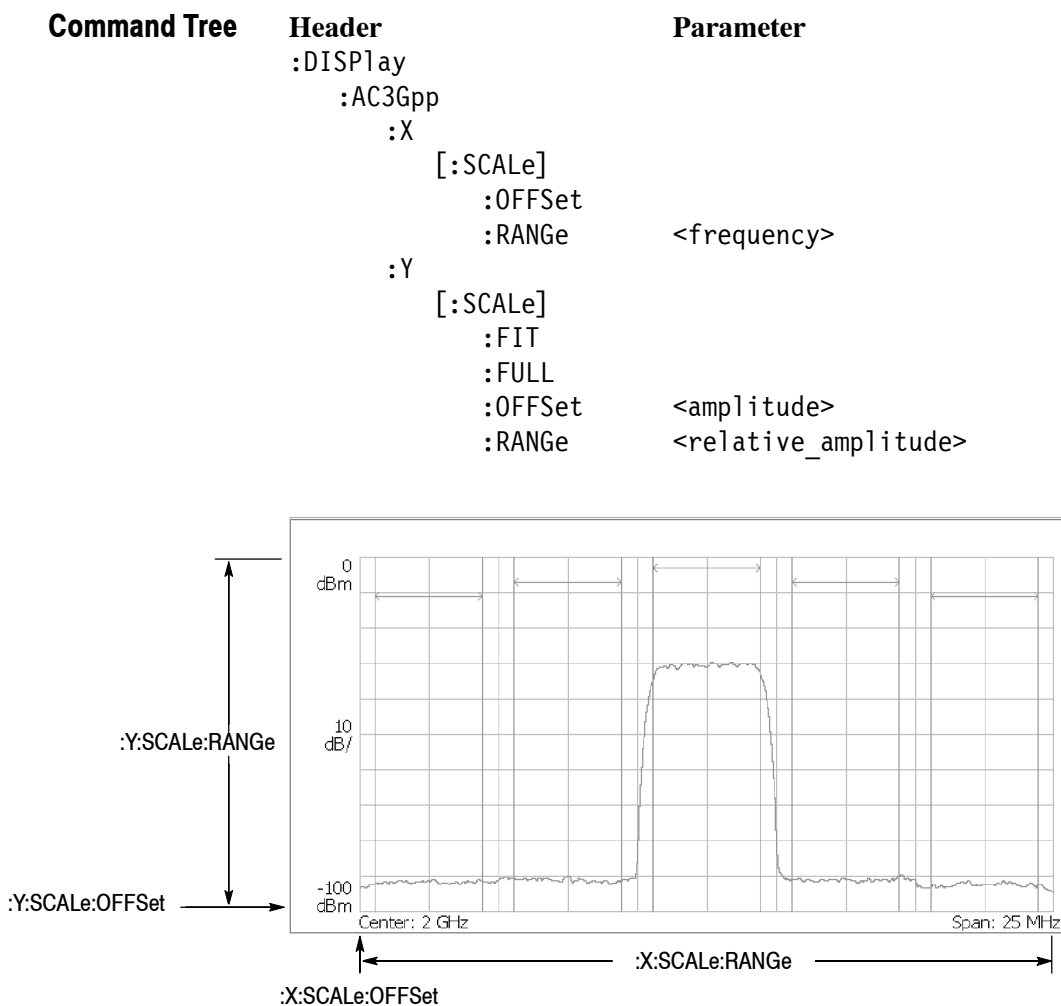 Command Tree Header Parameter
:DISPlay
:AC3Gpp
:X
[:SCALe]
:OFFSet
:RANGe <frequency>
:Y
[:SCALe]
:FIT
:FULL
:OFFSet <amplitude>
:RANGe <relative_amplitude>
0
dBm
:Y:SCALe:RANGe
10
dB/
-100
dBm
:Y:SCALe:OFFSet
Center: 2 GHz Span: 25 MHz
:X:SCALe:RANGe
:X:SCALe:OFFSet